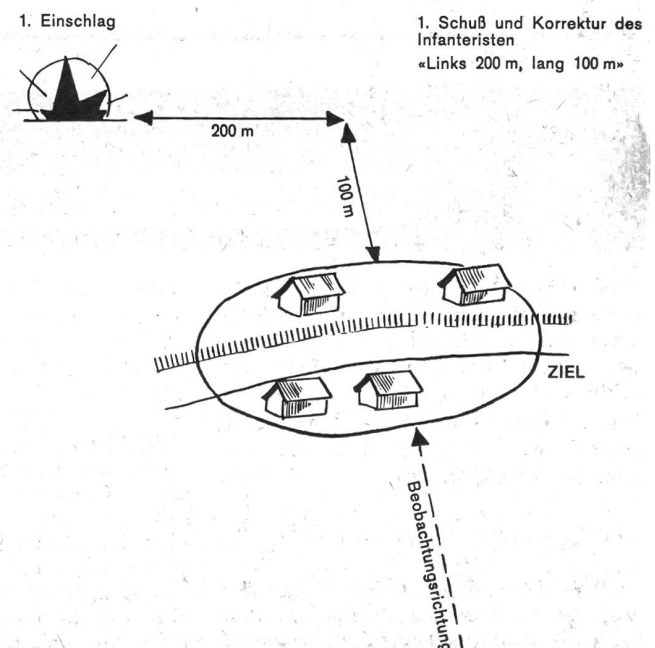 1. Einschlag
1. Schuß und Korrektur des
Infanteristen
«Links 200 m, lang 100 m»
200 m
100 m
ZIEL
Beobachtungsrichtung